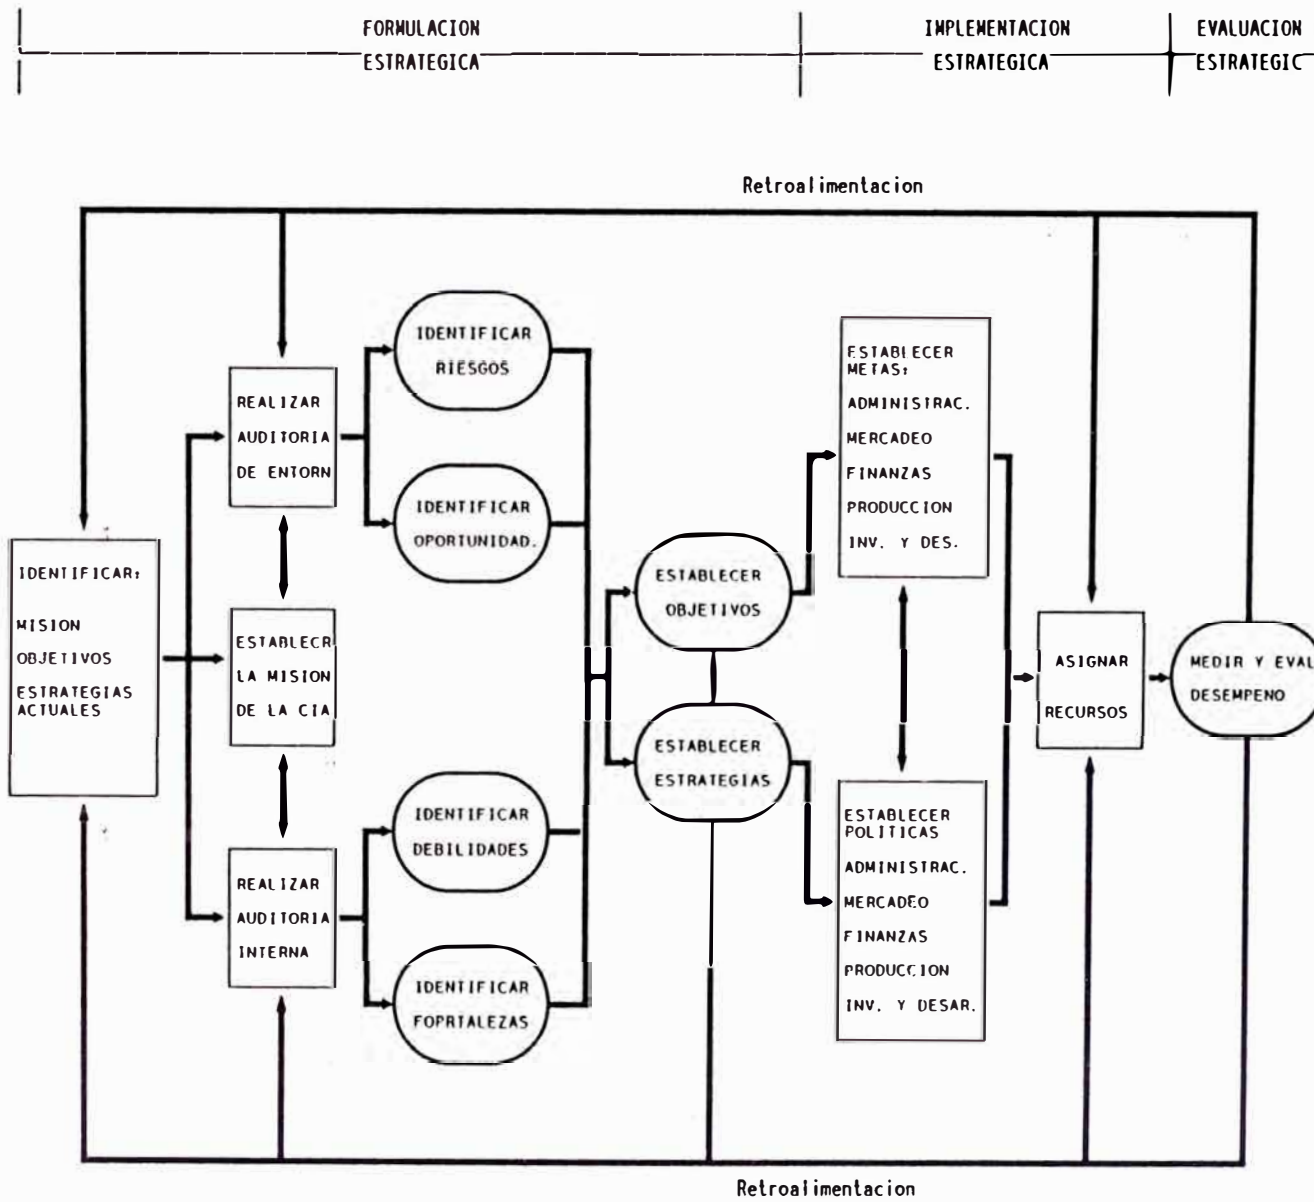 FORMULACION
ESTRATEGICA
IMPLEMENTACION
ESTRATEGICA
EVALUACION
ESTRATEGIC
Retroalimentacion
IDENTIFICAR:
MISION
OBJETIVOS
ESTRATEGIAS
ACTUALES
REALIZAR
AUDITORIA
DE ENTORN
ESTABLECR
LA MISION
DE LA CIA
REALIZAR
AUDITORIA
INTERNA
IDENTIFICAR
RIESGOS
IDENTIFICAR
OPORTUNIDAD.
IDENTIFICAR
DEBILIDADES
IDENTIFICAR
FOPRTALEZAS
ESTABLECER
OBJETIVOS
ESTABLECER
ESTRATEGIAS
ESTABLECER
METAS:
ADMINISTRAC.
MERCADEO
FINANZAS
PRODUCCION
INV. Y DES.
ESTABLECER
POLITICAS
ADMINISTRAC.
MERCADEO
FINANZAS
PRODUCCION
INV. Y DESAR.
ASIGNAR
RECURSOS
MEDIR Y EVAL
DESEMPENO
Retroalimentacion